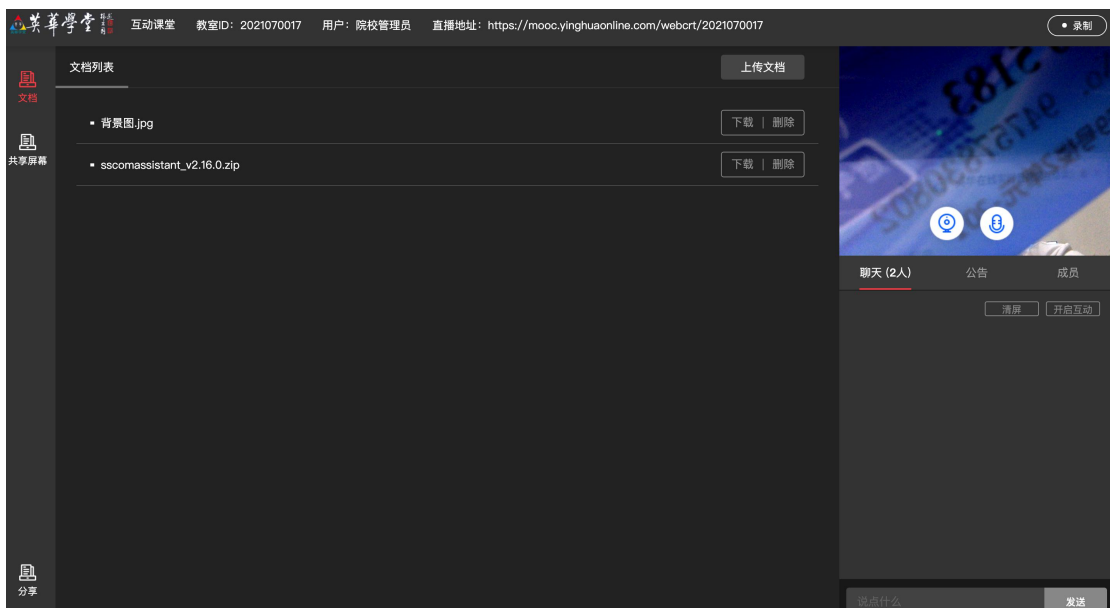 英華學堂 互动课堂 教室ID：2021070017 用户：院校管理员 直播地址：https://mooc.yinghuaonline.com/webcrt/2021070017 录制
文档
共享屏幕
分享
文档列表 上传文档
背景图.jpg 下载 | 删除
sscomassistant_v2.16.0.zip 下载 | 删除
聊天 (2人) 公告 成员
清屏 开启互动
说点什么 发送